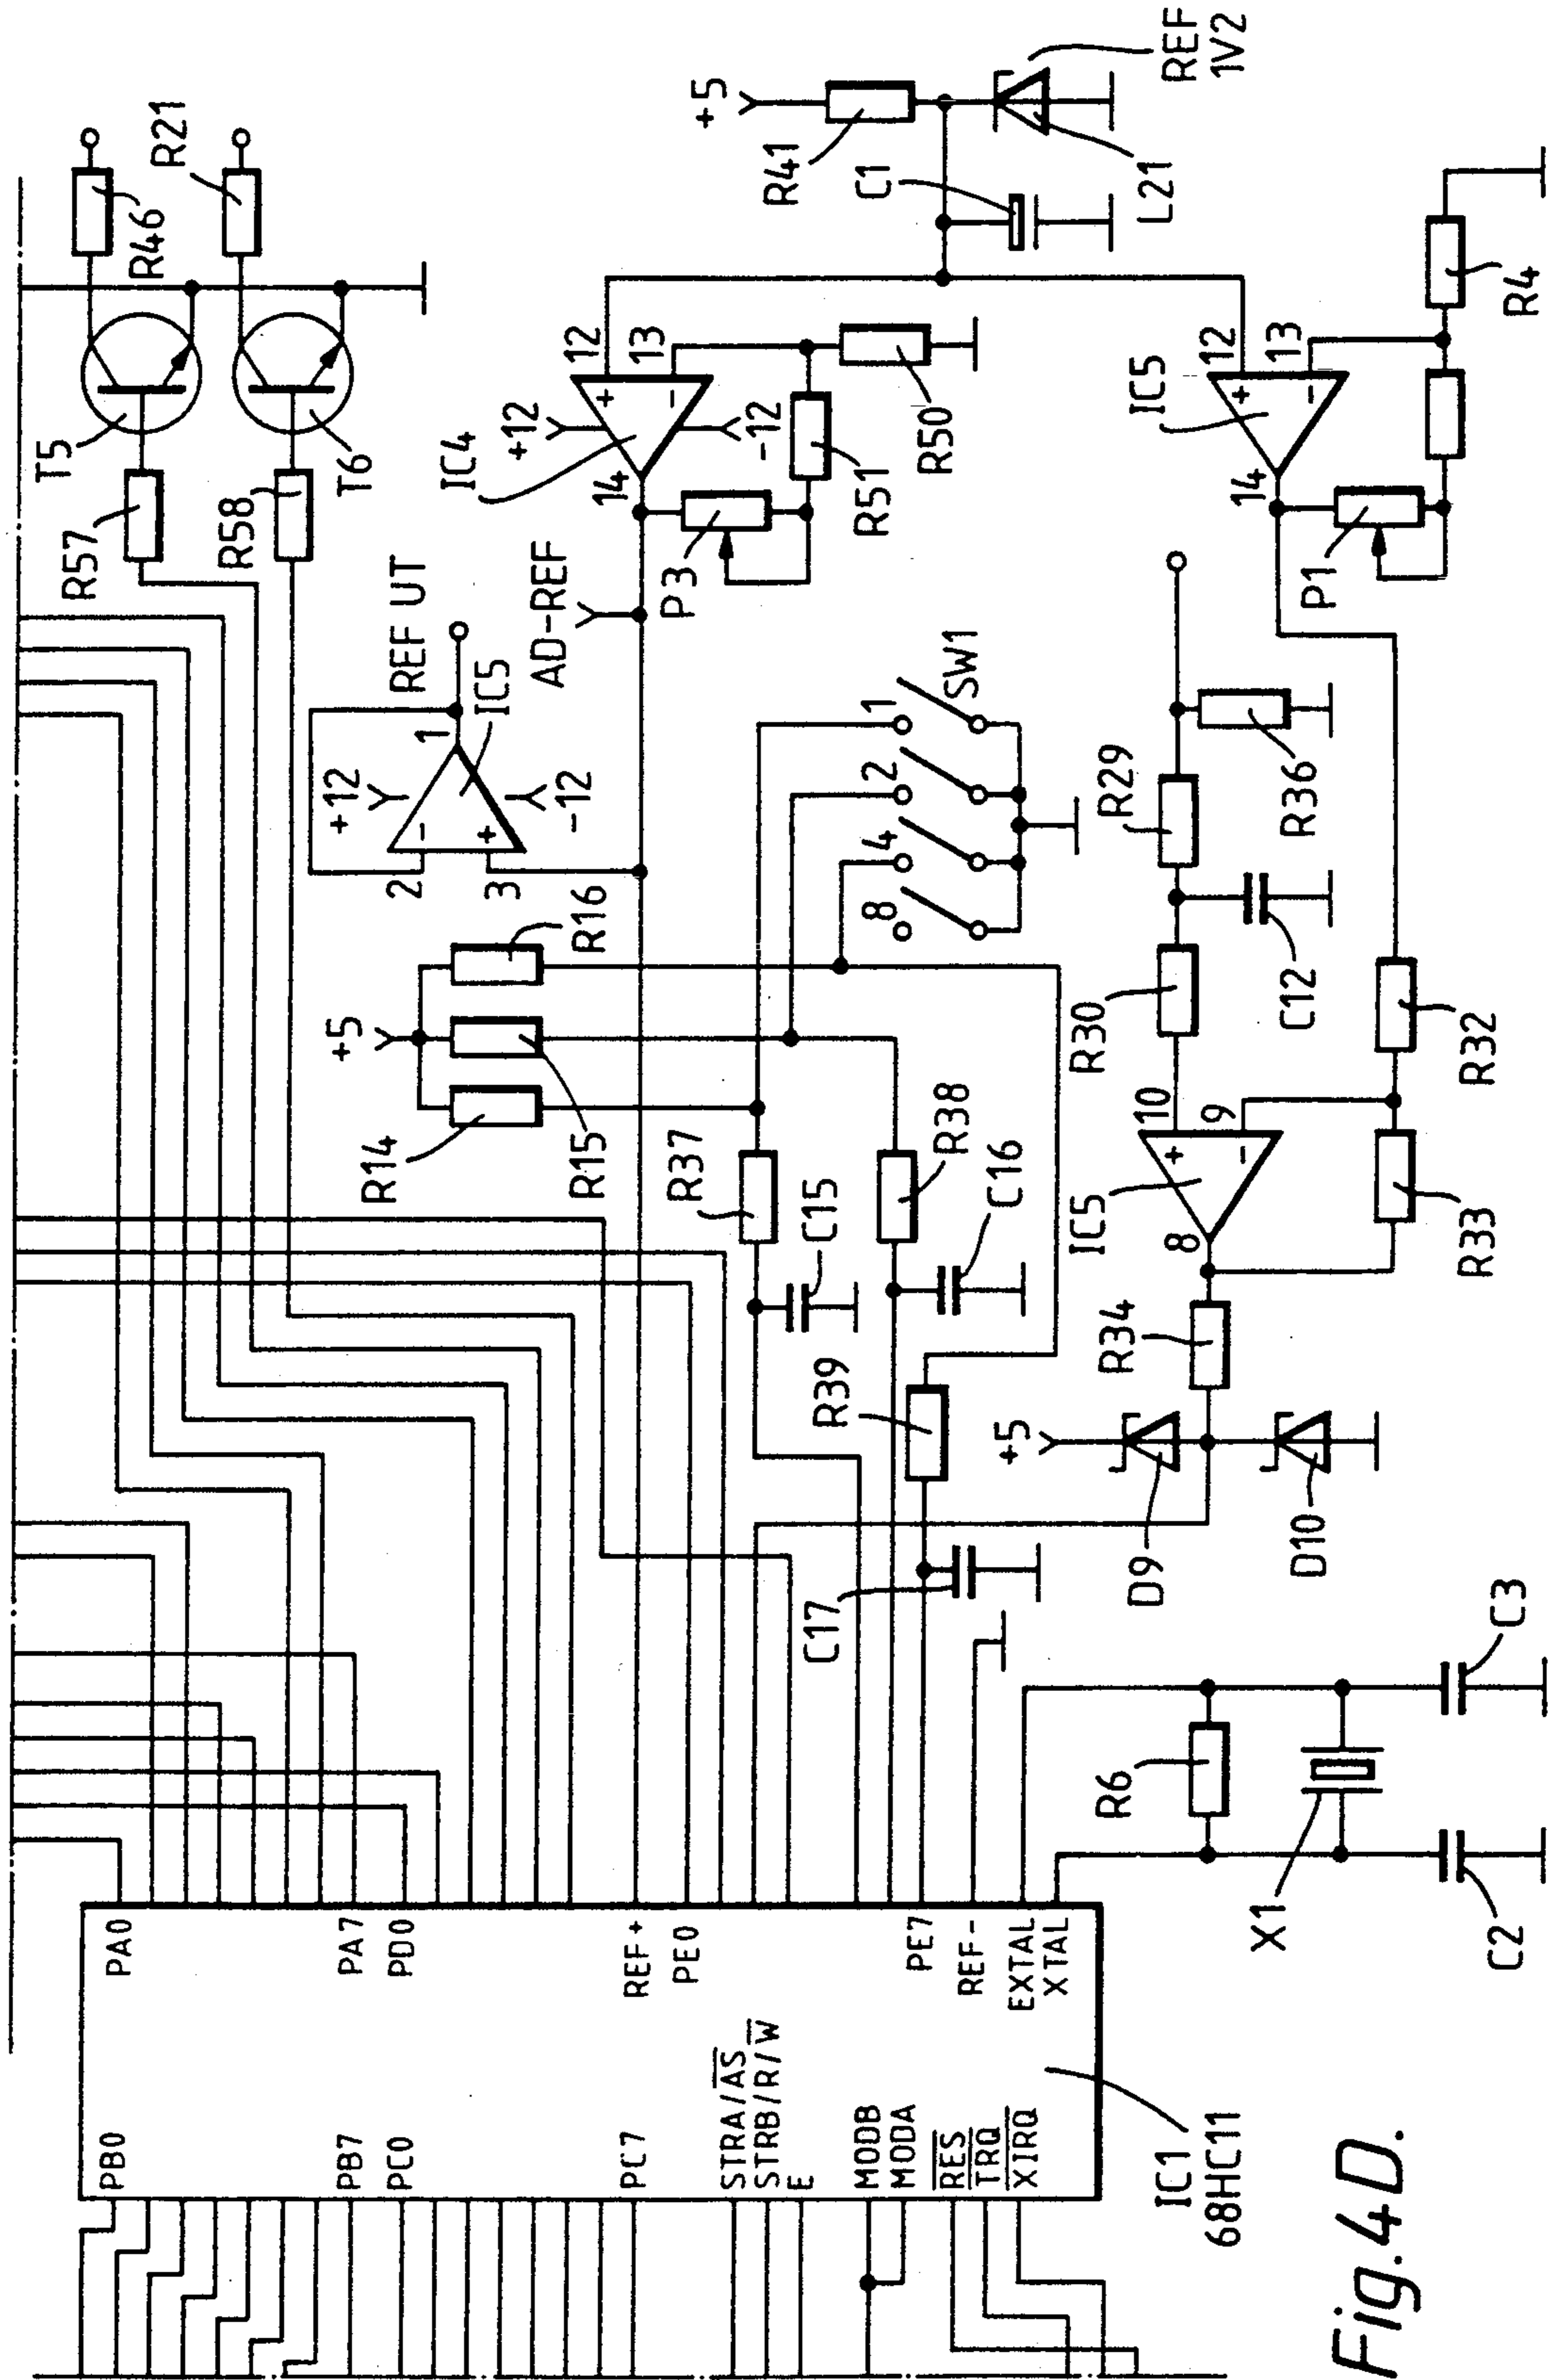 R46
R21
T5
T6
R57
R58
+5
R41
C1
L21
REF
1V2
IC4
+12
-12
12
13
14
P3
R51
R50
REF UT
AD-REF
IC5
+12
-12
1
2
3
+
-
+
-
IC5
12
13
14
+
-
P1
R4
+5
R14
R15
R16
8
4
2
1
SW1
R37
C15
R38
C16
R39
C17
R29
R36
R30
C12
IC5
10
9
8
+
-
R32
R33
R34
+5
D9
D10
R6
X1
C2
C3
PA0
PA7
PD0
REF+
PE0
PE7
REF-
EXTAL
XTAL
PB0
PB7
PC0
PC7
STRA/A̅S̅
STRB/R/W̅
E
MODB
MODA
R̅E̅S̅
T̅R̅Q̅
X̅I̅R̅Q̅
IC1
68HC11
Fig.4D.